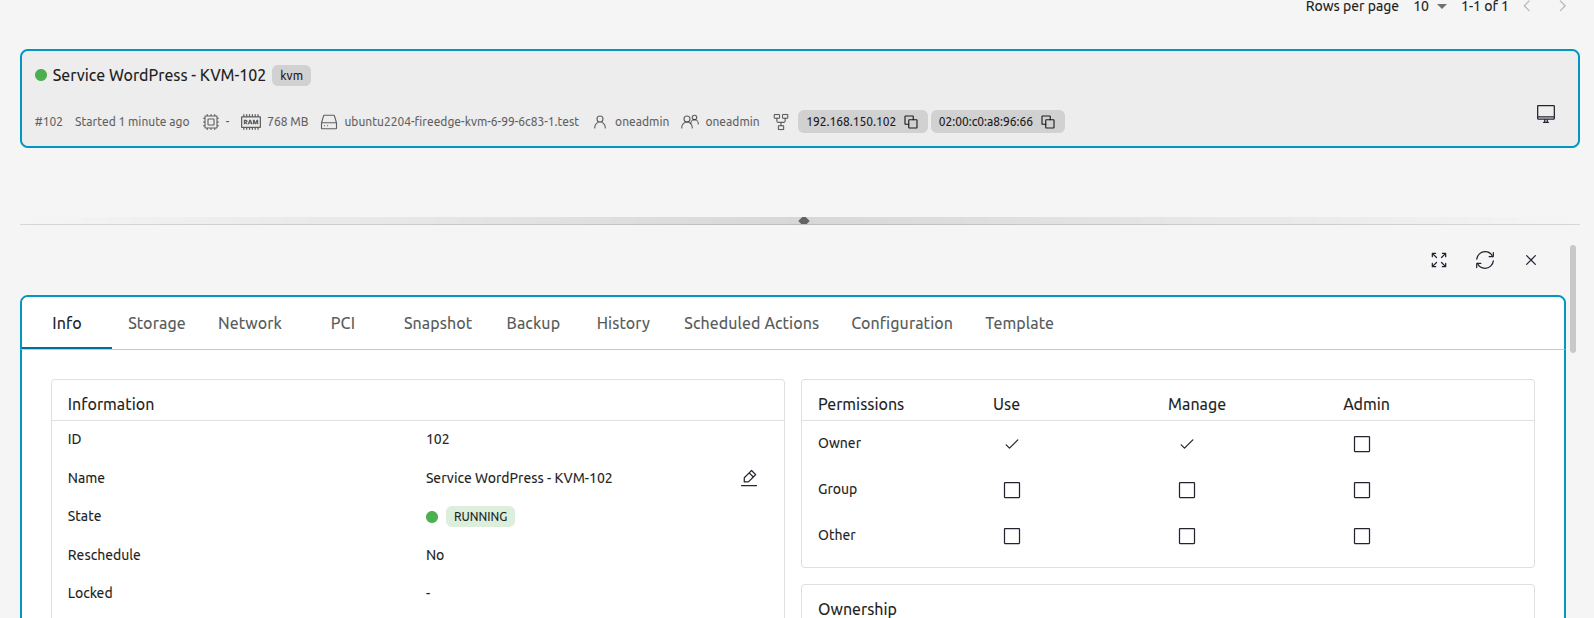 Rows per page 10 1-1 of 1
Service WordPress - KVM-102 kvm
#102 Started 1 minute ago - RAM 768 MB ubuntu2204-fireedge-kvm-6-99-6c83-1.test oneadmin oneadmin 192.168.150.102 02:00:c0:a8:96:66
Info Storage Network PCI Snapshot Backup History Scheduled Actions Configuration Template
Information
ID 102
Name Service WordPress - KVM-102
State RUNNING
Reschedule No
Locked -
Permissions Use Manage Admin
Owner
Group
Other
Ownership